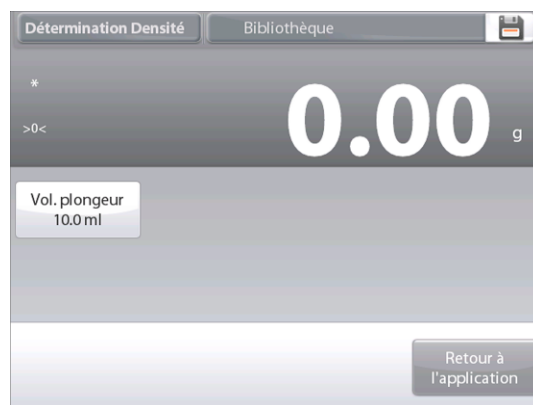 Détermination Densité Bibliothèque
*
>0<
0.00 g
Vol. plongeur
10.0 ml
Retour à
l'application